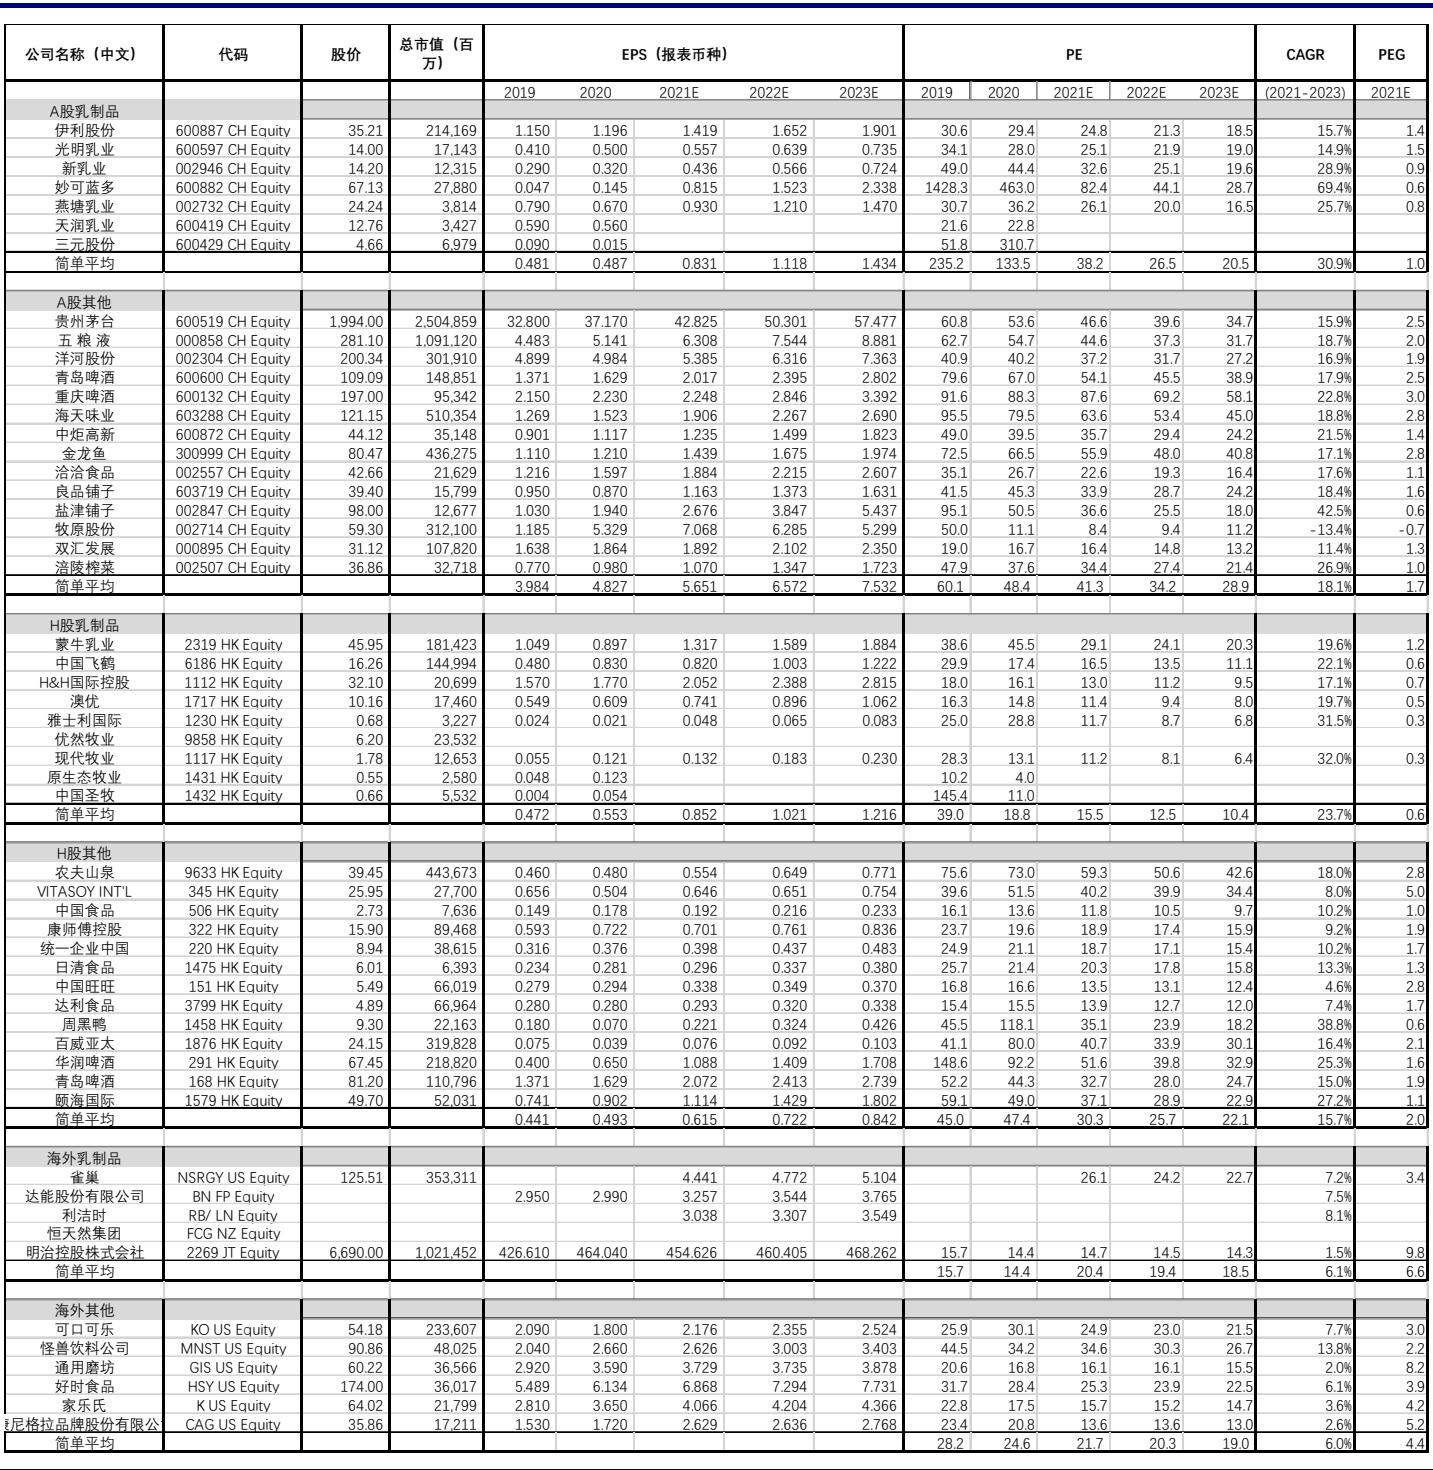 公司名称（中文） 代码 股价 总市值（百万） EPS（报表币种） PE CAGR PEG
2019 2020 2021E 2022E 2023E 2019 2020 2021E 2022E 2023E (2021-2023) 2021E
A股乳制品
伊利股份 600887 CH Equity 35.21 214,169 1.150 1.196 1.419 1.652 1.901 30.6 29.4 24.8 21.3 18.5 15.7% 1.4
光明乳业 600597 CH Equity 14.00 17,143 0.410 0.500 0.557 0.639 0.735 34.1 28.0 25.1 21.9 19.0 14.9% 1.5
新乳业 002946 CH Equity 14.20 12,315 0.290 0.320 0.436 0.566 0.724 49.0 44.4 32.6 25.1 19.6 28.9% 0.9
妙可蓝多 600882 CH Equity 67.13 27,880 0.047 0.145 0.815 1.523 2.338 1428.3 463.0 82.4 44.1 28.7 69.4% 0.6
燕塘乳业 002732 CH Equity 24.24 3,814 0.790 0.670 0.930 1.210 1.470 30.7 36.2 26.1 20.0 16.5 25.7% 0.8
天润乳业 600419 CH Equity 12.76 3,427 0.590 0.560 21.6 22.8
三元股份 600429 CH Equity 4.66 6,979 0.090 0.015 51.8 310.7
简单平均 0.481 0.487 0.831 1.118 1.434 235.2 133.5 38.2 26.5 20.5 30.9% 1.0
A股其他
贵州茅台 600519 CH Equity 1,994.00 2,504,859 32.800 37.170 42.825 50.301 57.477 60.8 53.6 46.6 39.6 34.7 15.9% 2.5
五 粮 液 000858 CH Equity 281.10 1,091,120 4.483 5.141 6.308 7.544 8.881 62.7 54.7 44.6 37.3 31.7 18.7% 2.0
洋河股份 002304 CH Equity 200.34 301,910 4.899 4.984 5.385 6.316 7.363 40.9 40.2 37.2 31.7 27.2 16.9% 1.9
青岛啤酒 600600 CH Equity 109.09 148,851 1.371 1.629 2.017 2.395 2.802 79.6 67.0 54.1 45.5 38.9 17.9% 2.5
重庆啤酒 600132 CH Equity 197.00 95,342 2.150 2.230 2.248 2.846 3.392 91.6 88.3 87.6 69.2 58.1 22.8% 3.0
海天味业 603288 CH Equity 121.15 510,354 1.269 1.523 1.906 2.267 2.690 95.5 79.5 63.6 53.4 45.0 18.8% 2.8
中炬高新 600872 CH Equity 44.12 35,148 0.901 1.117 1.235 1.499 1.823 49.0 39.5 35.7 29.4 24.2 21.5% 1.4
金龙鱼 300999 CH Equity 80.47 436,275 1.110 1.210 1.439 1.675 1.974 72.5 66.5 55.9 48.0 40.8 17.1% 2.8
洽洽食品 002557 CH Equity 42.66 21,629 1.216 1.597 1.884 2.215 2.607 35.1 26.7 22.6 19.3 16.4 17.6% 1.1
良品铺子 603719 CH Equity 39.40 15,799 0.950 0.870 1.163 1.373 1.631 41.5 45.3 33.9 28.7 24.2 18.4% 1.6
盐津铺子 002847 CH Equity 98.00 12,677 1.030 1.940 2.676 3.847 5.437 95.1 50.5 36.6 25.5 18.0 42.5% 0.6
牧原股份 002714 CH Equity 59.30 312,100 1.185 5.329 7.068 6.285 5.299 50.0 11.1 8.4 9.4 11.2 -13.4% -0.7
双汇发展 000895 CH Equity 31.12 107,820 1.638 1.864 1.892 2.102 2.350 19.0 16.7 16.4 14.8 13.2 11.4% 1.3
涪陵榨菜 002507 CH Equity 36.86 32,718 0.770 0.980 1.070 1.347 1.723 47.9 37.6 34.4 27.4 21.4 26.9% 1.0
简单平均 3.984 4.827 5.651 6.572 7.532 60.1 48.4 41.3 34.2 28.9 18.1% 1.7
H股乳制品
蒙牛乳业 2319 HK Equity 45.95 181,423 1.049 0.897 1.317 1.589 1.884 38.6 45.5 29.1 24.1 20.3 19.6% 1.2
中国飞鹤 6186 HK Equity 16.26 144,994 0.480 0.830 0.820 1.003 1.222 29.9 17.4 16.5 13.5 11.1 22.1% 0.6
H&H国际控股 1112 HK Equity 32.10 20,699 1.570 1.770 2.052 2.388 2.815 18.0 16.1 13.0 11.2 9.5 17.1% 0.7
澳优 1717 HK Equity 10.16 17,460 0.549 0.609 0.741 0.896 1.062 16.3 14.8 11.4 9.4 8.0 19.7% 0.5
雅士利国际 1230 HK Equity 0.68 3,227 0.024 0.021 0.048 0.065 0.083 25.0 28.8 11.7 8.7 6.8 31.5% 0.3
优然牧业 9858 HK Equity 6.20 23,532
现代牧业 1117 HK Equity 1.78 12,653 0.055 0.121 0.132 0.183 0.230 28.3 13.1 11.2 8.1 6.4 32.0% 0.3
原生态牧业 1431 HK Equity 0.55 2,580 0.048 0.123 10.2 4.0
中国圣牧 1432 HK Equity 0.66 5,532 0.004 0.054 145.4 11.0
简单平均 0.472 0.553 0.852 1.021 1.216 39.0 18.8 15.5 12.5 10.4 23.7% 0.6
H股其他
农夫山泉 9633 HK Equity 39.45 443,673 0.460 0.480 0.554 0.649 0.771 75.6 73.0 59.3 50.6 42.6 18.0% 2.8
VITASOY INT'L 345 HK Equity 25.95 27,700 0.656 0.504 0.646 0.651 0.754 39.6 51.5 40.2 39.9 34.4 8.0% 5.0
中国食品 506 HK Equity 2.73 7,636 0.149 0.178 0.192 0.216 0.233 16.1 13.6 11.8 10.5 9.7 10.2% 1.0
康师傅控股 322 HK Equity 15.90 89,468 0.593 0.722 0.701 0.761 0.836 23.7 19.6 18.9 17.4 15.9 9.2% 1.9
统一企业中国 220 HK Equity 8.94 38,615 0.316 0.376 0.398 0.437 0.483 24.9 21.1 18.7 17.1 15.4 10.2% 1.7
日清食品 1475 HK Equity 6.01 6,393 0.234 0.281 0.296 0.337 0.380 25.7 21.4 20.3 17.8 15.8 13.3% 1.3
中国旺旺 151 HK Equity 5.49 66,019 0.279 0.294 0.338 0.349 0.370 16.8 16.6 13.5 13.1 12.4 4.6% 2.8
达利食品 3799 HK Equity 4.89 66,964 0.280 0.280 0.293 0.320 0.338 15.4 15.5 13.9 12.7 12.0 7.4% 1.7
周黑鸭 1458 HK Equity 9.30 22,163 0.180 0.070 0.221 0.324 0.426 45.5 118.1 35.1 23.9 18.2 38.8% 0.6
百威亚太 1876 HK Equity 24.15 319,828 0.075 0.039 0.076 0.092 0.103 41.1 80.0 40.7 33.9 30.1 16.4% 2.1
华润啤酒 291 HK Equity 67.45 218,820 0.400 0.650 1.088 1.409 1.708 148.6 92.2 51.6 39.8 32.9 25.3% 1.6
青岛啤酒 168 HK Equity 81.20 110,796 1.371 1.629 2.072 2.413 2.739 52.2 44.3 32.7 28.0 24.7 15.0% 1.9
颐海国际 1579 HK Equity 49.70 52,031 0.741 0.902 1.114 1.429 1.802 59.1 49.0 37.1 28.9 22.9 27.2% 1.1
简单平均 0.441 0.493 0.615 0.722 0.842 45.0 47.4 30.3 25.7 22.1 15.7% 2.0
海外乳制品
雀巢 NSRGY US Equity 125.51 353,311 4.441 4.772 5.104 26.1 24.2 22.7 7.2% 3.4
达能股份有限公司 BN FP Equity 2.950 2.990 3.257 3.544 3.765 7.5%
利洁时 RB/ LN Equity 3.038 3.307 3.549 8.1%
恒天然集团 FCG NZ Equity
明治控股株式会社 2269 JT Equity 6,690.00 1,021,452 426.610 464.040 454.626 460.405 468.262 15.7 14.4 14.7 14.5 14.3 1.5% 9.8
简单平均 15.7 14.4 20.4 19.4 18.5 6.1% 6.6
海外其他
可口可乐 KO US Equity 54.18 233,607 2.090 1.800 2.176 2.355 2.524 25.9 30.1 24.9 23.0 21.5 7.7% 3.0
怪兽饮料公司 MNST US Equity 90.86 48,025 2.040 2.660 2.626 3.003 3.403 44.5 34.2 34.6 30.3 26.7 13.8% 2.2
通用磨坊 GIS US Equity 60.22 36,566 2.920 3.590 3.729 3.735 3.878 20.6 16.8 16.1 16.1 15.5 2.0% 8.2
好时食品 HSY US Equity 174.00 36,017 5.489 6.134 6.868 7.294 7.731 31.7 28.4 25.3 23.9 22.5 6.1% 3.9
家乐氏 K US Equity 64.02 21,799 2.810 3.650 4.066 4.204 4.366 22.8 17.5 15.7 15.2 14.7 3.6% 4.2
尼格拉品牌股份有限公 CAG US Equity 35.86 17,211 1.530 1.720 2.629 2.636 2.768 23.4 20.8 13.6 13.6 13.0 2.6% 5.2
简单平均 28.2 24.6 21.7 20.3 19.0 6.0% 4.4